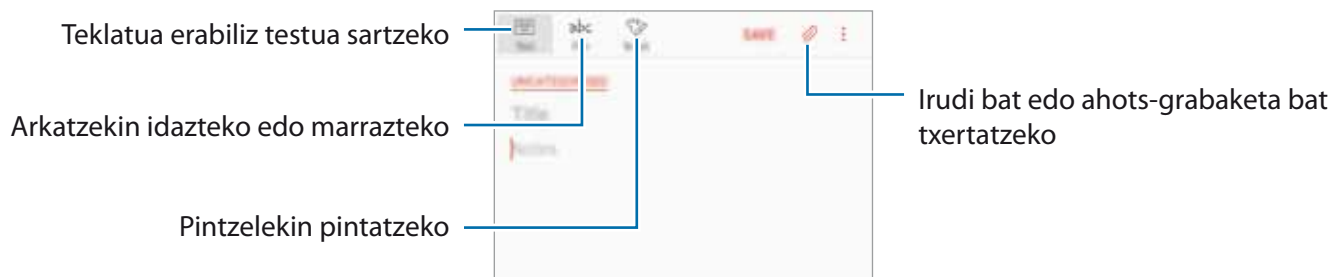 Teklatua erabiliz testua sartzeko
Arkatzekin idazteko edo marrazteko
Pintzelekin pintatzeko
abc
SAVE
Title
Notes
Irudi bat edo ahots-grabaketa bat
txertatzeko